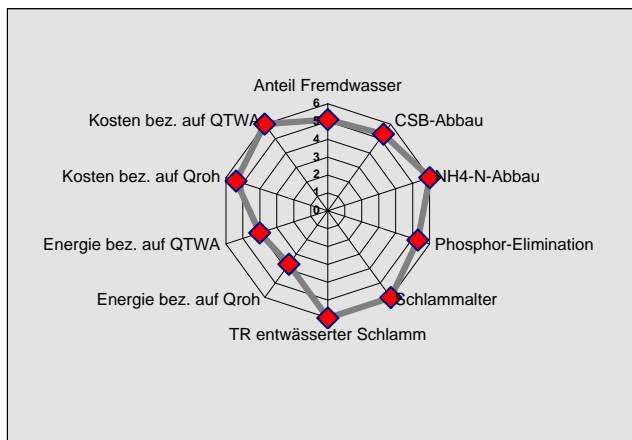 Anteil Fremdwasser
6
5
4
3
2
1
0
CSB-Abbau
NH4-N-Abbau
Phosphor-Elimination
Schlammalter
TR entwässerter Schlamm
Energie bez. auf Qroh
Energie bez. auf QTWA
Kosten bez. auf Qroh
Kosten bez. auf QTWA